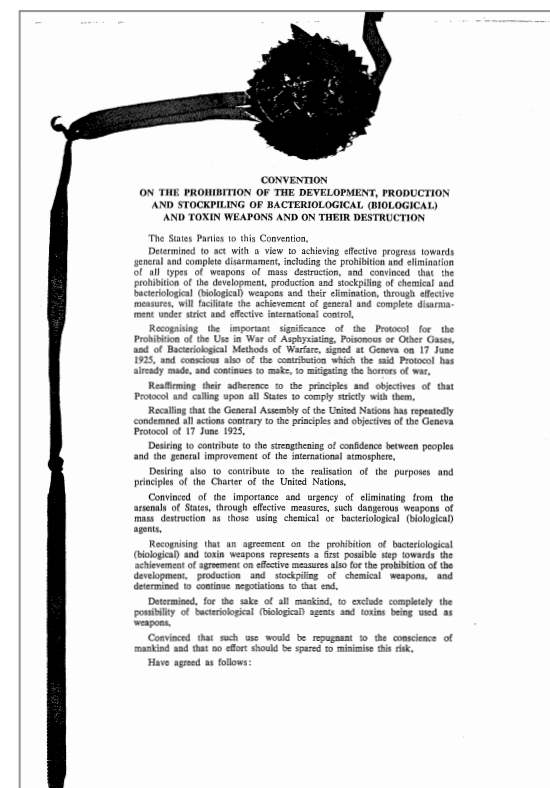 CONVENTION
ON THE PROHIBITION OF THE DEVELOPMENT, PRODUCTION
AND STOCKPILING OF BACTERIOLOGICAL (BIOLOGICAL)
AND TOXIN WEAPONS AND ON THEIR DESTRUCTION
The States Parties to this Convention,
Determined to act with a view to achieving effective progress towards
general and complete disarmament, including the prohibition and elimination
of all types of weapons of mass destruction, and convinced that the
prohibition of the development, production and stockpiling of chemical and
bacteriological (biological) weapons and their elimination, through effective
measures, will facilitate the achievement of general and complete disarma-
ment under strict and effective international control,
Recognising the important significance of the Protocol for the
Prohibition of the Use in War of Asphyxiating, Poisonous or Other Gases,
and of Bacteriological Methods of Warfare, signed at Geneva on 17 June
1925, and conscious also of the contribution which the said Protocol has
already made, and continues to make, to mitigating the horrors of war,
Reaffirming their adherence to the principles and objectives of that
Protocol and calling upon all States to comply strictly with them,
Recalling that the General Assembly of the United Nations has repeatedly
condemned all actions contrary to the principles and objectives of the Geneva
Protocol of 17 June 1925,
Desiring to contribute to the strengthening of confidence between peoples
and the general improvement of the international atmosphere,
Desiring also to contribute to the realisation of the purposes and
principles of the Charter of the United Nations,
Convinced of the importance and urgency of eliminating from the
arsenals of States, through effective measures, such dangerous weapons of
mass destruction as those using chemical or bacteriological (biological)
agents,
Recognising that an agreement on the prohibition of bacteriological
(biological) and toxin weapons represents a first possible step towards the
achievement of agreement on effective measures also for the prohibition of the
development, production and stockpiling of chemical weapons, and
determined to continue negotiations to that end,
Determined, for the sake of all mankind, to exclude completely the
possibility of bacteriological (biological) agents and toxins being used as
weapons,
Convinced that such use would be repugnant to the conscience of
mankind and that no effort should be spared to minimise this risk,
Have agreed as follows: